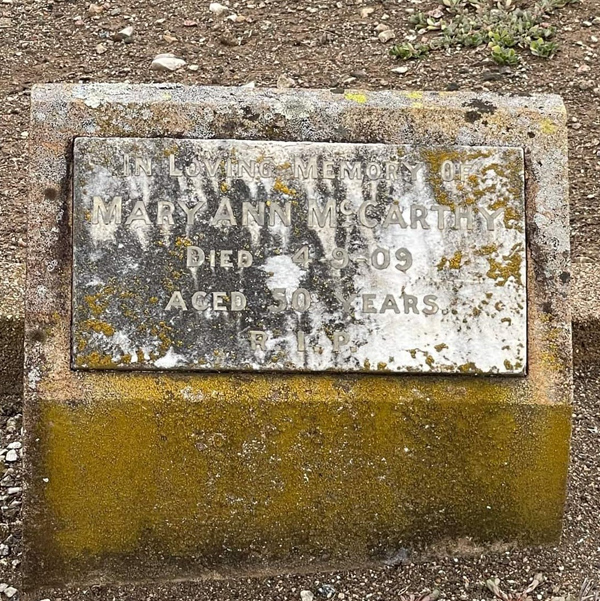 IN LOVING MEMORY OF
MARY ANN McCARTHY
DIED 4-9-09
AGED 50 YEARS
R.I.P.